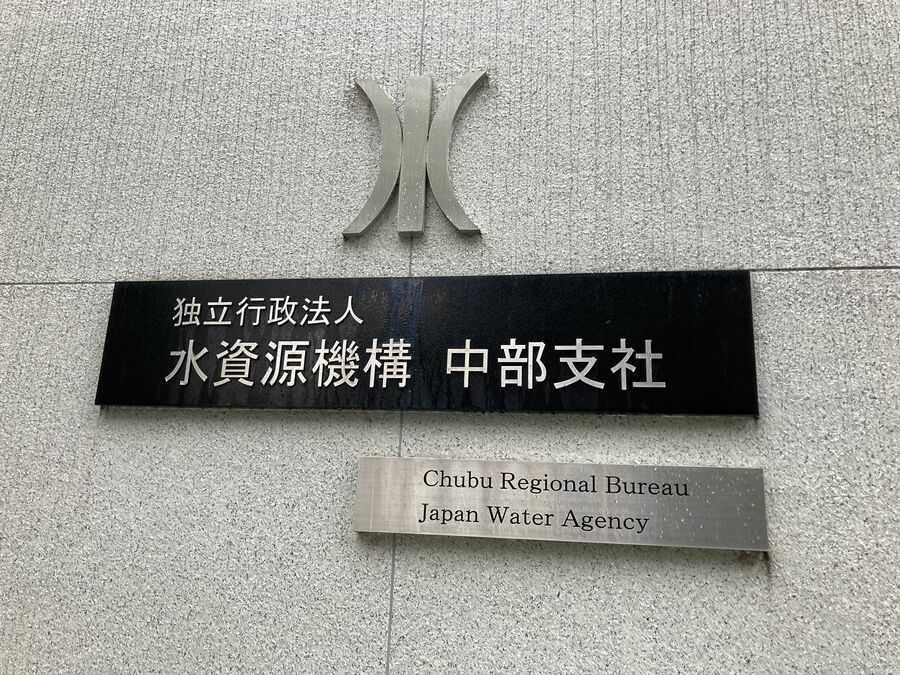 独立行政法人
水資源機構 中部支社
Chubu Regional Bureau
Japan Water Agency